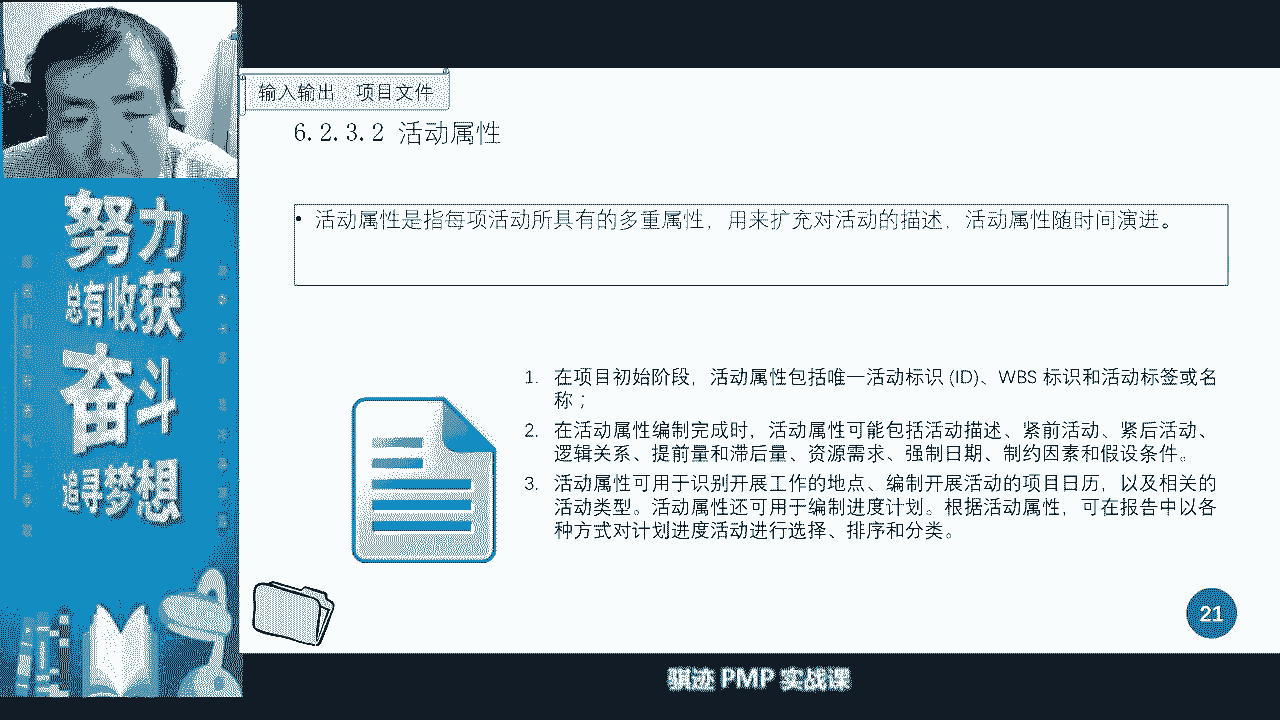 输入输出：项目文件
6.2.3.2 活动属性
• 活动属性是指每项活动所具有的多重属性，用来扩充对活动的描述，活动属性随时间演进。
1. 在项目初始阶段，活动属性包括唯一活动标识 (ID)、WBS 标识和活动标签或名
称；
2. 在活动属性编制完成时，活动属性可能包括活动描述、紧前活动、紧后活动、
逻辑关系、提前量和滞后量、资源需求、强制日期、制约因素和假设条件。
3. 活动属性可用于识别开展工作的地点、编制开展活动的项目日历，以及相关的
活动类型。活动属性还可用于编制进度计划。根据活动属性，可在报告中以各
种方式对计划进度活动进行选择、排序和分类。
21
努力
总有收获
奋斗
追寻梦想
骐迹 PMP 实战课